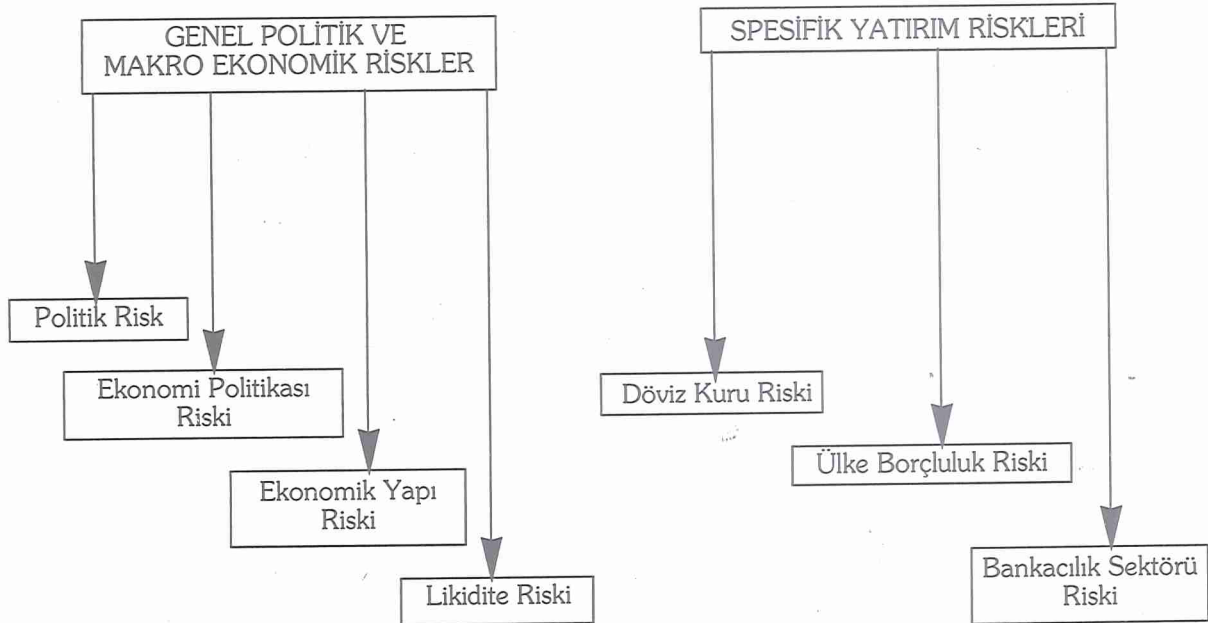 GENEL POLİTİK VE
MAKRO EKONOMİK RİSKLER
Politik Risk
Ekonomi Politikası
Riski
Ekonomik Yapı
Riski
Likidite Riski
SPESİFİK YATIRIM RİSKLERİ
Döviz Kuru Riski
Ülke Borçluluk Riski
Bankacılık Sektörü
Riski